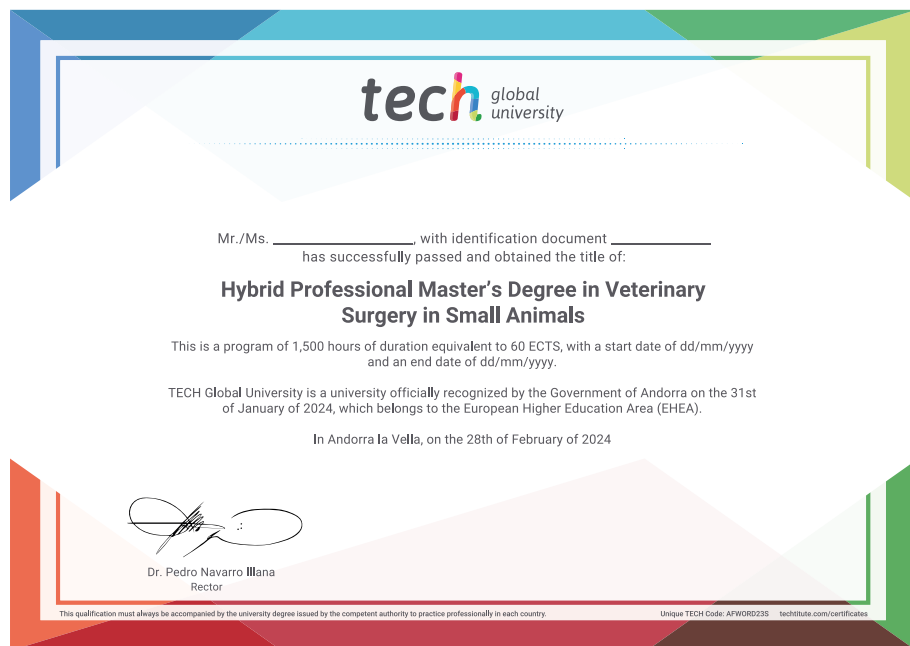 tech global
university
Mr./Ms. ____________, with identification document ____________
has successfully passed and obtained the title of:
Hybrid Professional Master’s Degree in Veterinary
Surgery in Small Animals
This is a program of 1,500 hours of duration equivalent to 60 ECTS, with a start date of dd/mm/yyyy
and an end date of dd/mm/yyyy.
TECH Global University is a university officially recognized by the Government of Andorra on the 31st
of January of 2024, which belongs to the European Higher Education Area (EHEA).
In Andorra la Vella, on the 28th of February of 2024
Dr. Pedro Navarro Illana
Rector
This qualification must always be accompanied by the university degree issued by the competent authority to practice professionally in each country. Unique TECH Code: AFWORD23S techtitute.com/certificates